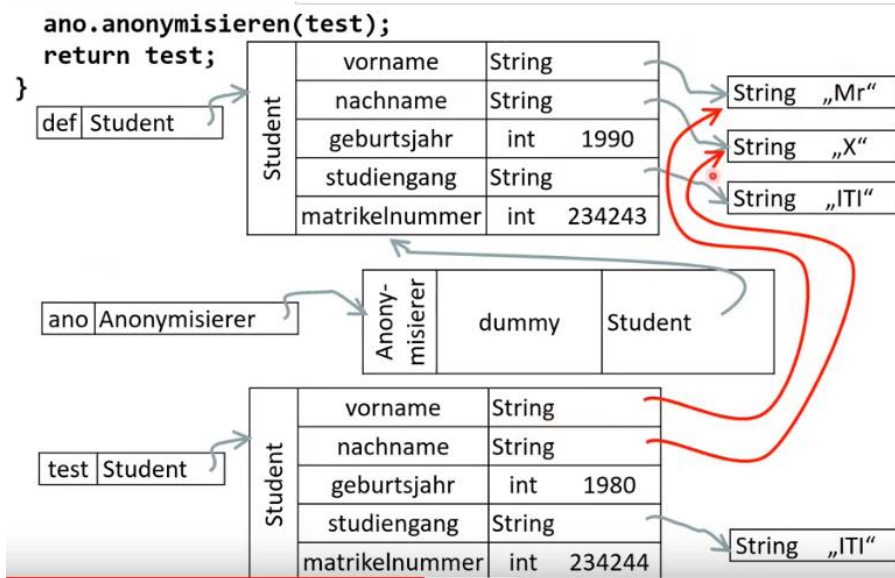 ano.anonymisieren(test);
return test;
}
def Student
Student
vorname String
nachname String
geburtsjahr int 1990
studiengang String
matrikelnummer int 234243
String „Mr“
String „X“
String „ITI“
ano Anonymisierer
Anony-
misierer
dummy Student
test Student
Student
vorname String
nachname String
geburtsjahr int 1980
studiengang String
matrikelnummer int 234244
String „ITI“